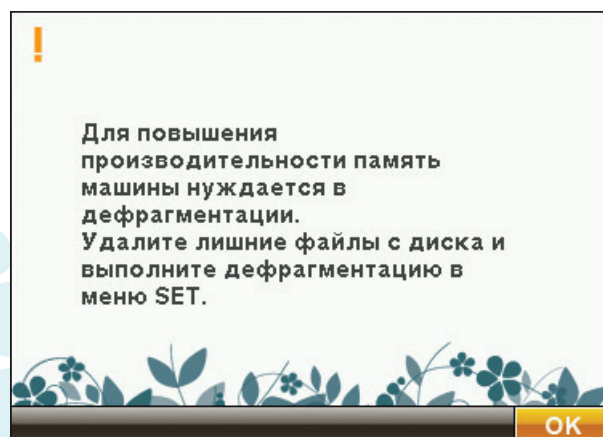 !
Для повышения
производительности память
машины нуждается в
дефрагментации.
Удалите лишние файлы с диска и
выполните дефрагментацию в
меню SET.
OK